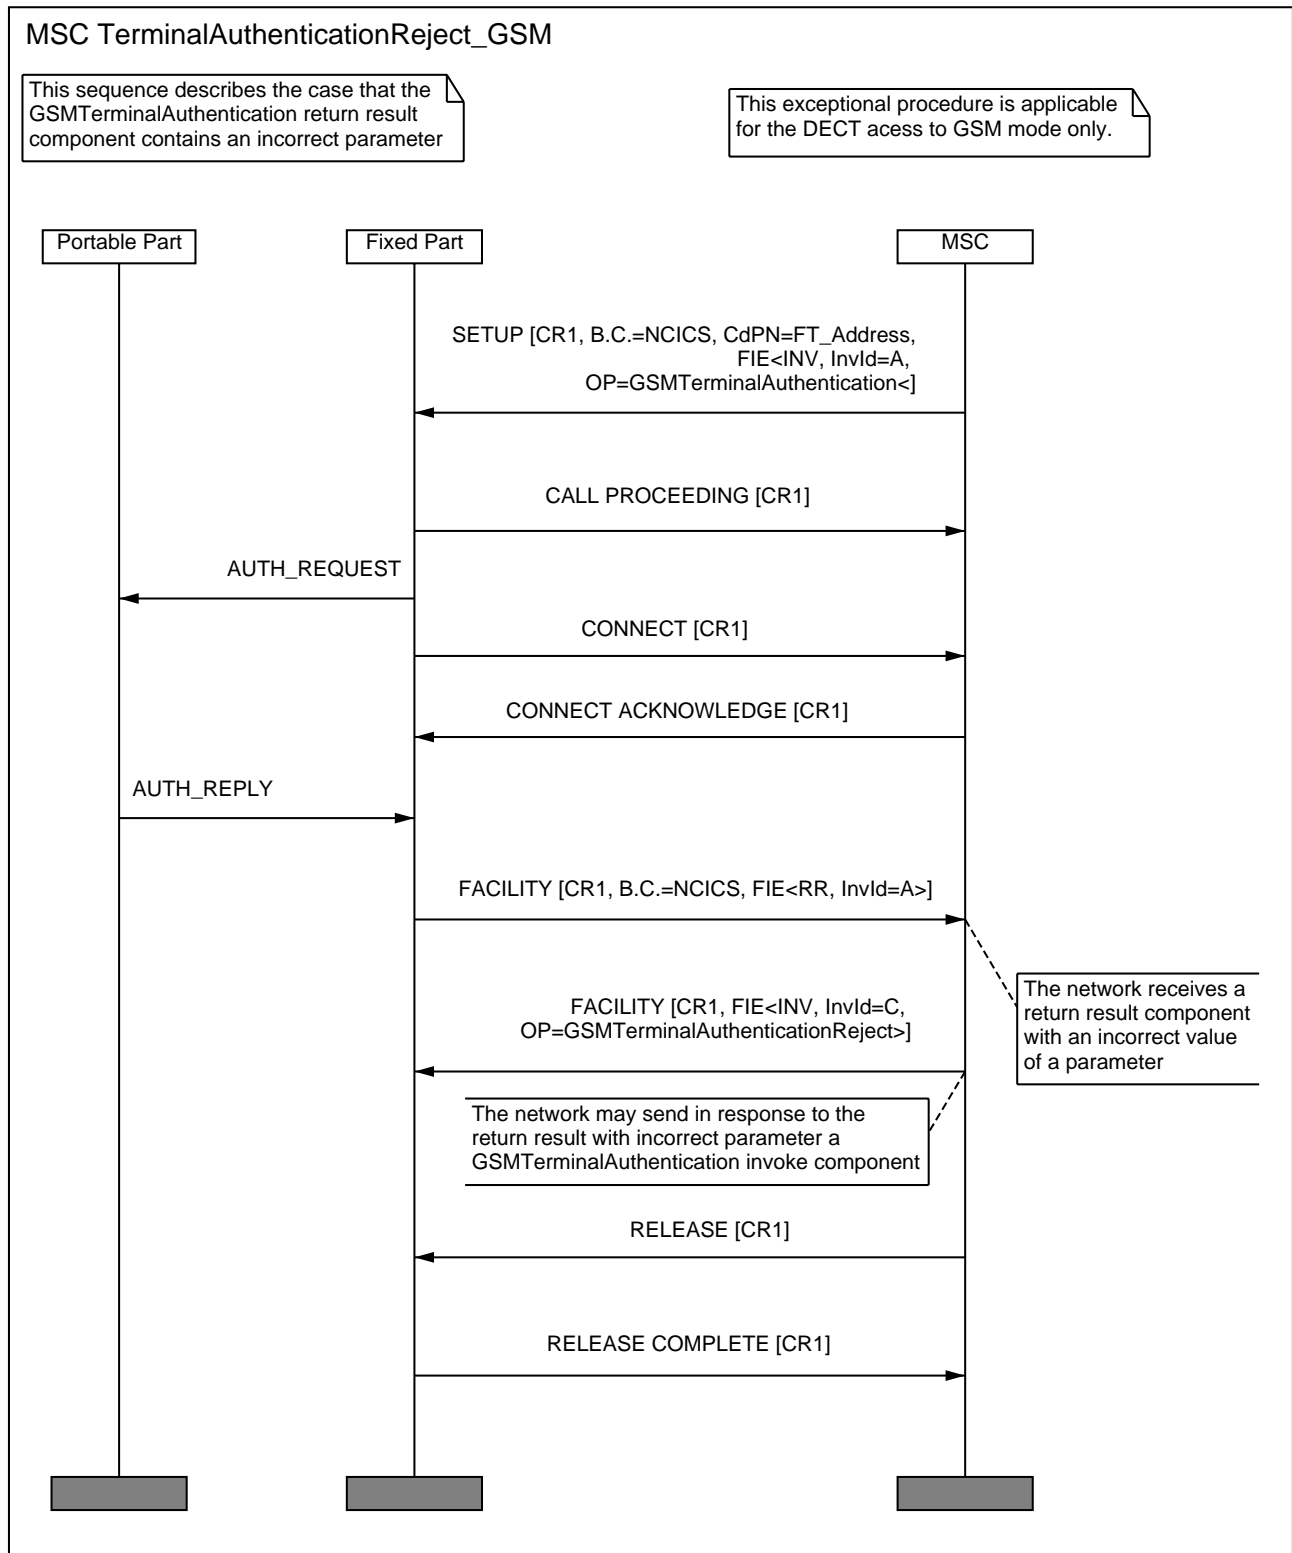 MSC TerminalAuthenticationReject_GSM
This sequence describes the case that the
GSMTerminalAuthentication return result
component contains an incorrect parameter
This exceptional procedure is applicable
for the DECT acess to GSM mode only.
Portable Part
Fixed Part
MSC
SETUP [CR1, B.C.=NCICS, CdPN=FT_Address,
FIE<INV, InvId=A,
OP=GSMTerminalAuthentication<]
CALL PROCEEDING [CR1]
AUTH_REQUEST
CONNECT [CR1]
CONNECT ACKNOWLEDGE [CR1]
AUTH_REPLY
FACILITY [CR1, B.C.=NCICS, FIE<RR, InvId=A>]
The network receives a
return result component
with an incorrect value
of a parameter
FACILITY [CR1, FIE<INV, InvId=C,
OP=GSMTerminalAuthenticationReject>]
The network may send in response to the
return result with incorrect parameter a
GSMTerminalAuthentication invoke component
RELEASE [CR1]
RELEASE COMPLETE [CR1]